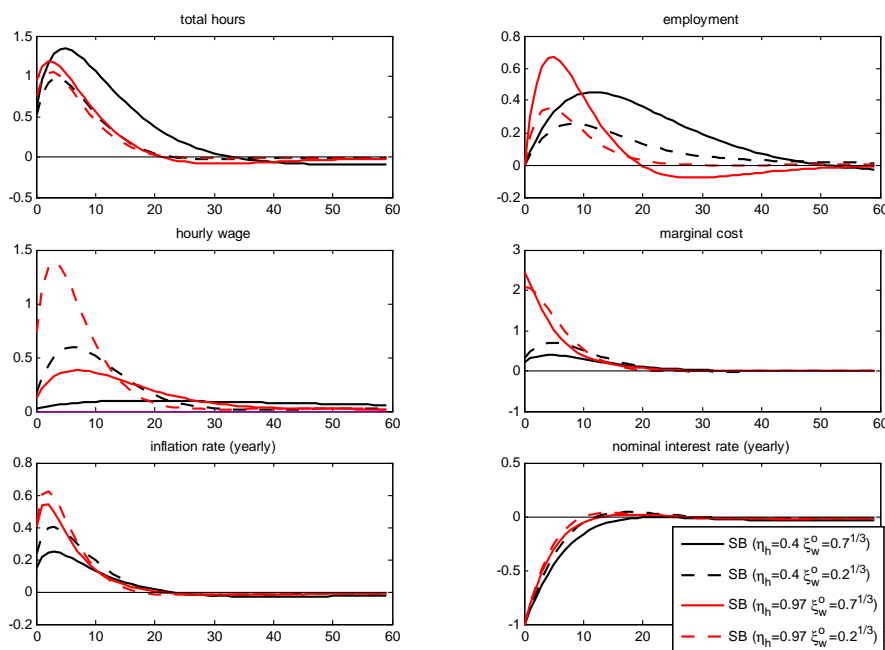 total hours
1.5
1
0.5
0
-0.5
0 10 20 30 40 50 60
employment
0.8
0.6
0.4
0.2
0
-0.2
0 10 20 30 40 50 60
hourly wage
1.5
1
0.5
0
0 10 20 30 40 50 60
marginal cost
3
2
1
0
-1
0 10 20 30 40 50 60
inflation rate (yearly)
0.8
0.6
0.4
0.2
0
-0.2
0 10 20 30 40 50 60
nominal interest rate (yearly)
0.5
0
-0.5
-1
0 10 20
SB (η_h=0.4 ξ_w^o=0.7^1/3)
SB (η_h=0.4 ξ_w^o=0.2^1/3)
SB (η_h=0.97 ξ_w^o=0.7^1/3)
SB (η_h=0.97 ξ_w^o=0.2^1/3)